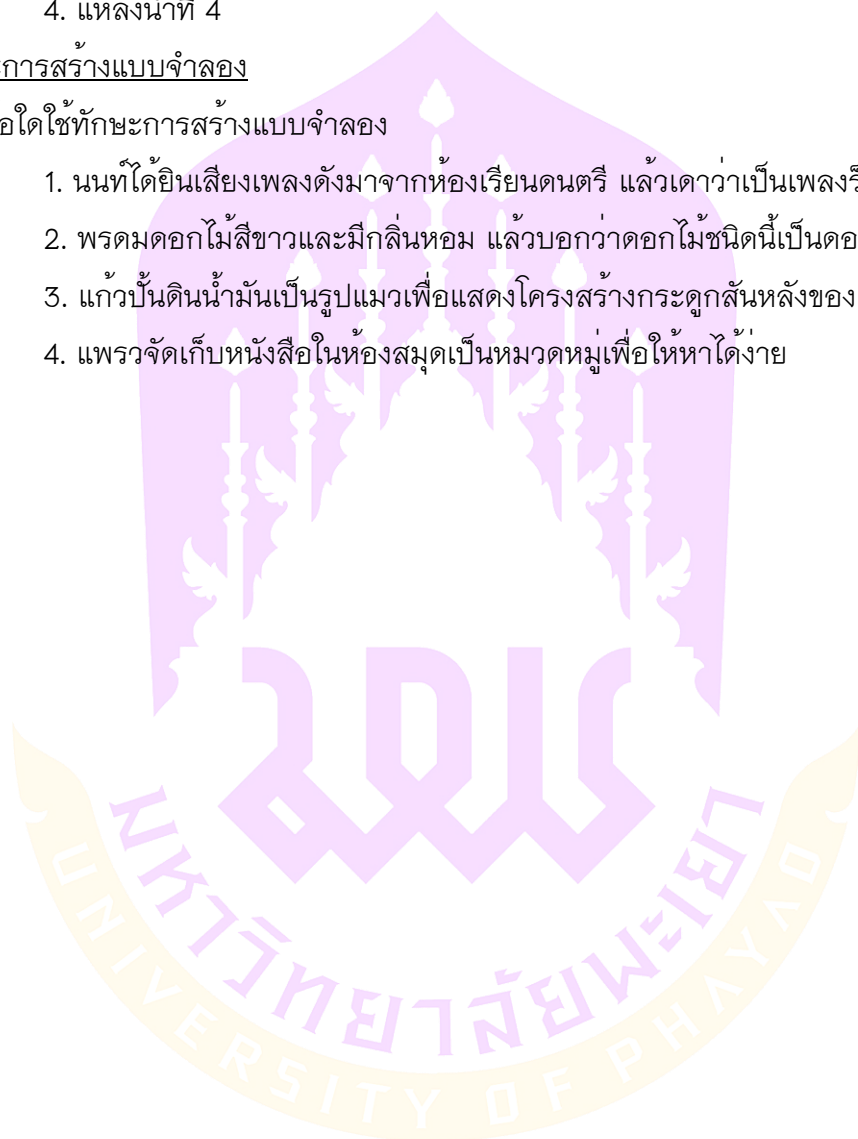 4. แหล่งน้ำที่ 4
การสร้างแบบจำลอง
ใดใช้ทักษะการสร้างแบบจำลอง
1. นนท์ได้ยินเสียงเพลงดังมาจากห้องเรียนดนตรี แล้วเดาว่าเป็นเพลง
2. พรดมดอกไม้สีขาวและมีกลิ่นหอม แล้วบอกว่าดอกไม้ชนิดนี้เป็น
3. แก้วปั้นดินน้ำมันเป็นรูปแมวเพื่อแสดงโครงสร้างกระดูกสันหลังของ
4. แพรวจัดเก็บหนังสือในห้องสมุดเป็นหมวดหมู่เพื่อให้หาได้ง่าย
มหาวิทยาลัยพะเยา
UNIVERSITY OF PHAYAO